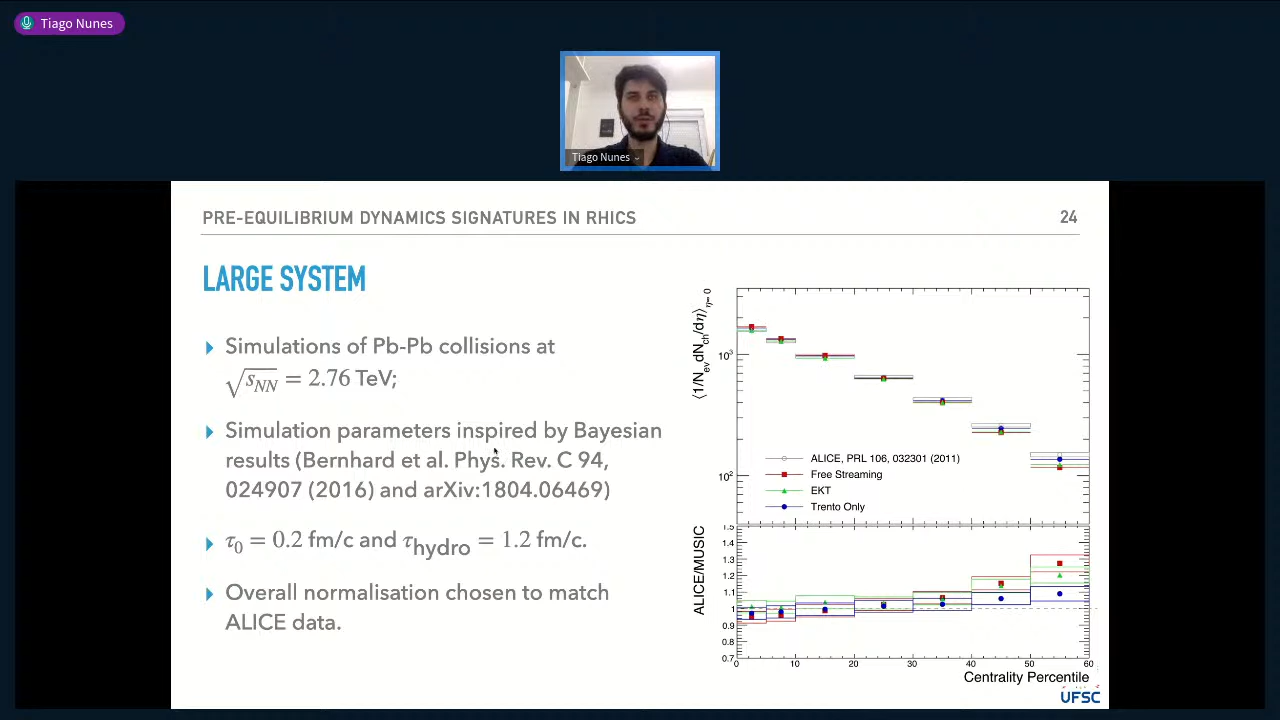 Tiago Nunes
Tiago Nunes
PRE-EQUILIBRIUM DYNAMICS SIGNATURES IN RHICS
24
LARGE SYSTEM
Simulations of Pb-Pb collisions at
√s_NN = 2.76 TeV;
Simulation parameters inspired by Bayesian
results (Bernhard et al. Phys. Rev. C 94,
024907 (2016) and arXiv:1804.06469)
τ₀ = 0.2 fm/c and τ_hydro = 1.2 fm/c.
Overall normalisation chosen to match
ALICE data.
⟨1/N_ev dN_ch/dη⟩_η= 0
10³
10²
ALICE, PRL 106, 032301 (2011)
Free Streaming
EKT
Trento Only
ALICE/MUSIC
1.5
1.4
1.3
1.2
1.1
1
0.9
0.8
0.7
0 10 20 30 40 50 60
Centrality Percentile
UFSC